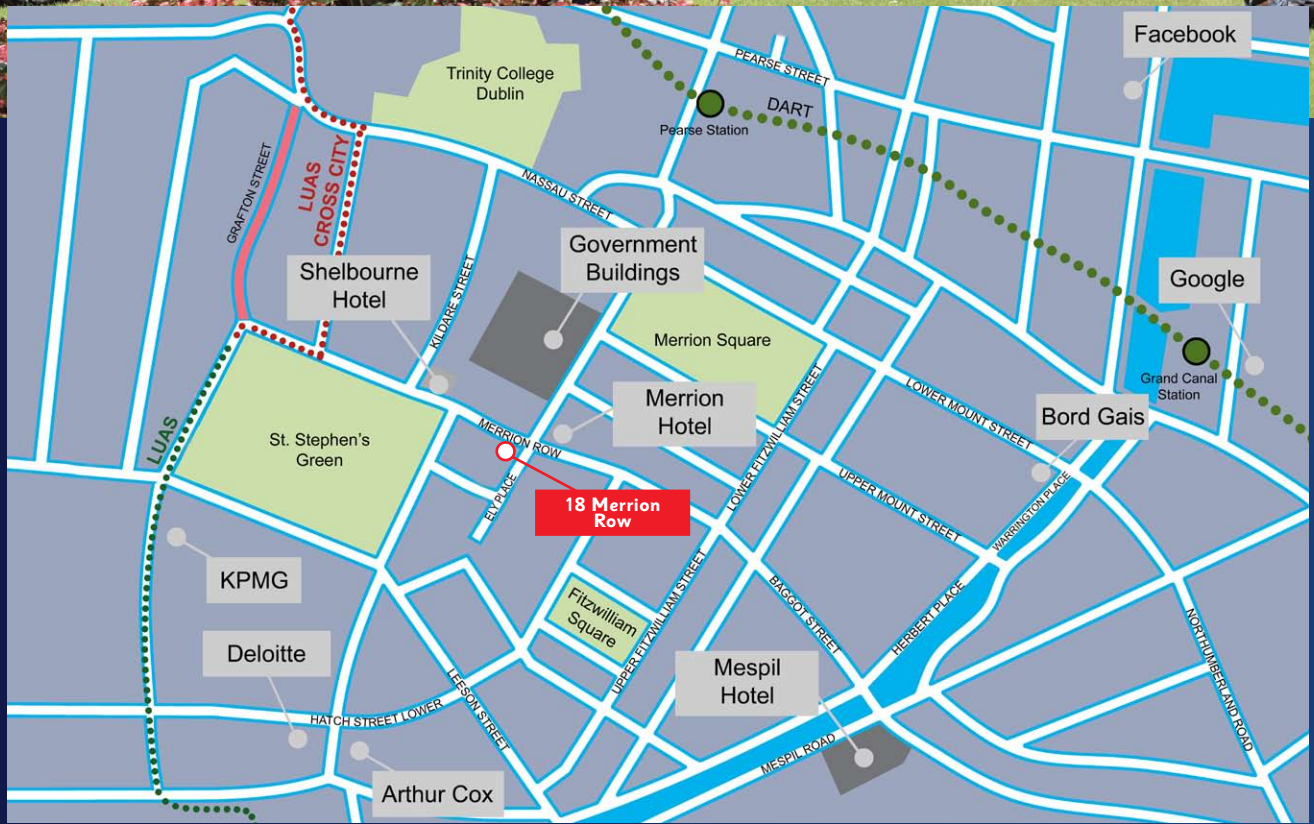 Facebook
Trinity College
Dublin
PEARSE STREET
DART
Pearse Station
GRAFTON STREET
LUAS
CROSS CITY
NASSAU STREET
Shelbourne
Hotel
KILDARE STREET
Government
Buildings
Google
Merrion Square
Grand Canal
Station
LOWER MOUNT STREET
Merrion
Hotel
Bord Gais
LUAS
St. Stephen's
Green
MERRION ROW
LOWER FITZWILLIAM STREET
UPPER MOUNT STREET
ELY PLACE
18 Merrion
Row
WARRINGTON PLACE
KPMG
Fitzwilliam
Square
BAGGOT STREET
HERBERT PLACE
UPPER FITZWILLIAM STREET
NORTHUMBERLAND ROAD
Deloitte
Mespil
Hotel
LEESON STREET
HATCH STREET LOWER
MESPIL ROAD
Arthur Cox